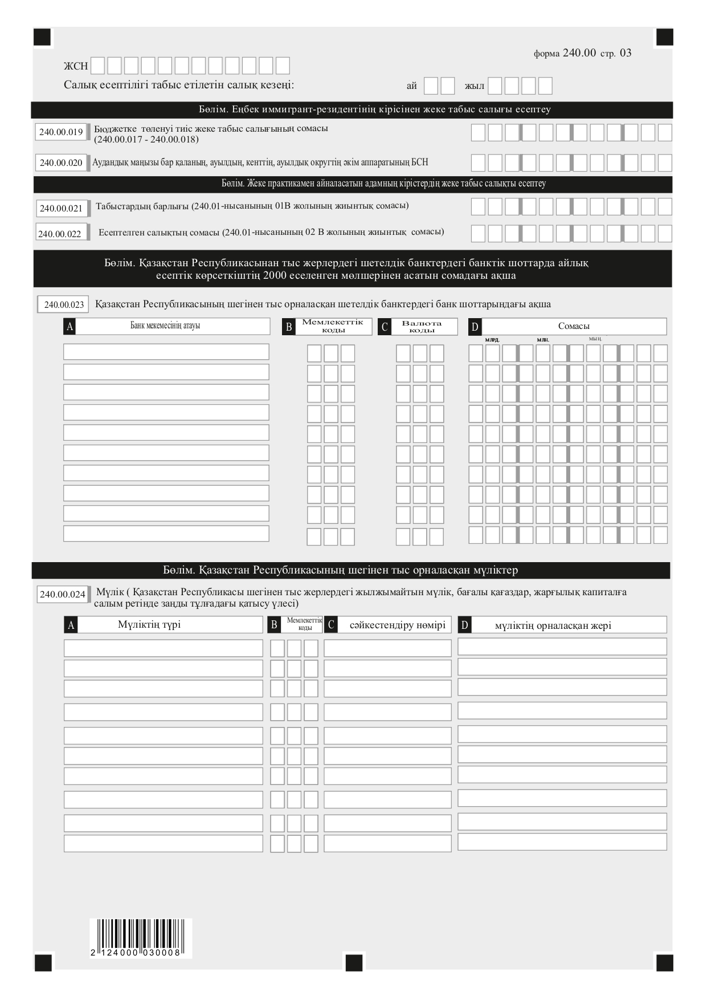 форма 240.00 стр. 03
ЖСН
Салық есептілігі табыс етілетін салық кезеңі: ай жыл
Бөлім. Еңбек иммигрант-резидентінің кірісінен жеке табыс салығы есептеу
240.00.019 Бюджетке төленуі тиіс жеке табыс салығының сомасы
(240.00.017 - 240.00.018)
240.00.020 Аудандық маңызы бар қаланың, ауылдың, кенттің, ауылдық округтің әкім аппаратының БСН
Бөлім. Жеке практикамен айналасатын адамның кірістердің жеке табыс салықты есептеу
240.00.021 Табыстардың барлығы (240.01-нысанының 01В жолының жиынтық сомасы)
240.00.022 Есептелген салықтың сомасы (240.01-нысанының 02 В жолының жиынтық сомасы)
Бөлім. Қазақстан Республикасынан тыс жерлердегі шетелдік банктердегі банктік шоттарда айлық
есептік көрсеткіштің 2000 еселенген мөлшерінен асатын сомадағы ақша
240.00.023 Қазақстан Республикасының шегінен тыс орналасқан шетелдік банктердегі банк шоттарындағы ақша
A Банк мекемесінің атауы B Мемлекеттік коды C Валюта коды D Сомасы
млрд. млн. мың.
Бөлім. Қазақстан Республикасының шегінен тыс орналасқан мүліктер
240.00.024 Мүлік ( Қазақстан Республикасы шегінен тыс жерлердегі жылжымайтын мүлік, бағалы қағаздар, жарғылық капиталға
салым ретінде заңды тұлғадағы қатысу үлесі)
A Мүліктің түрі B Мемлекеттік коды C сәйкестендіру нөмірі D мүліктің орналасқан жері
2 124000 030008